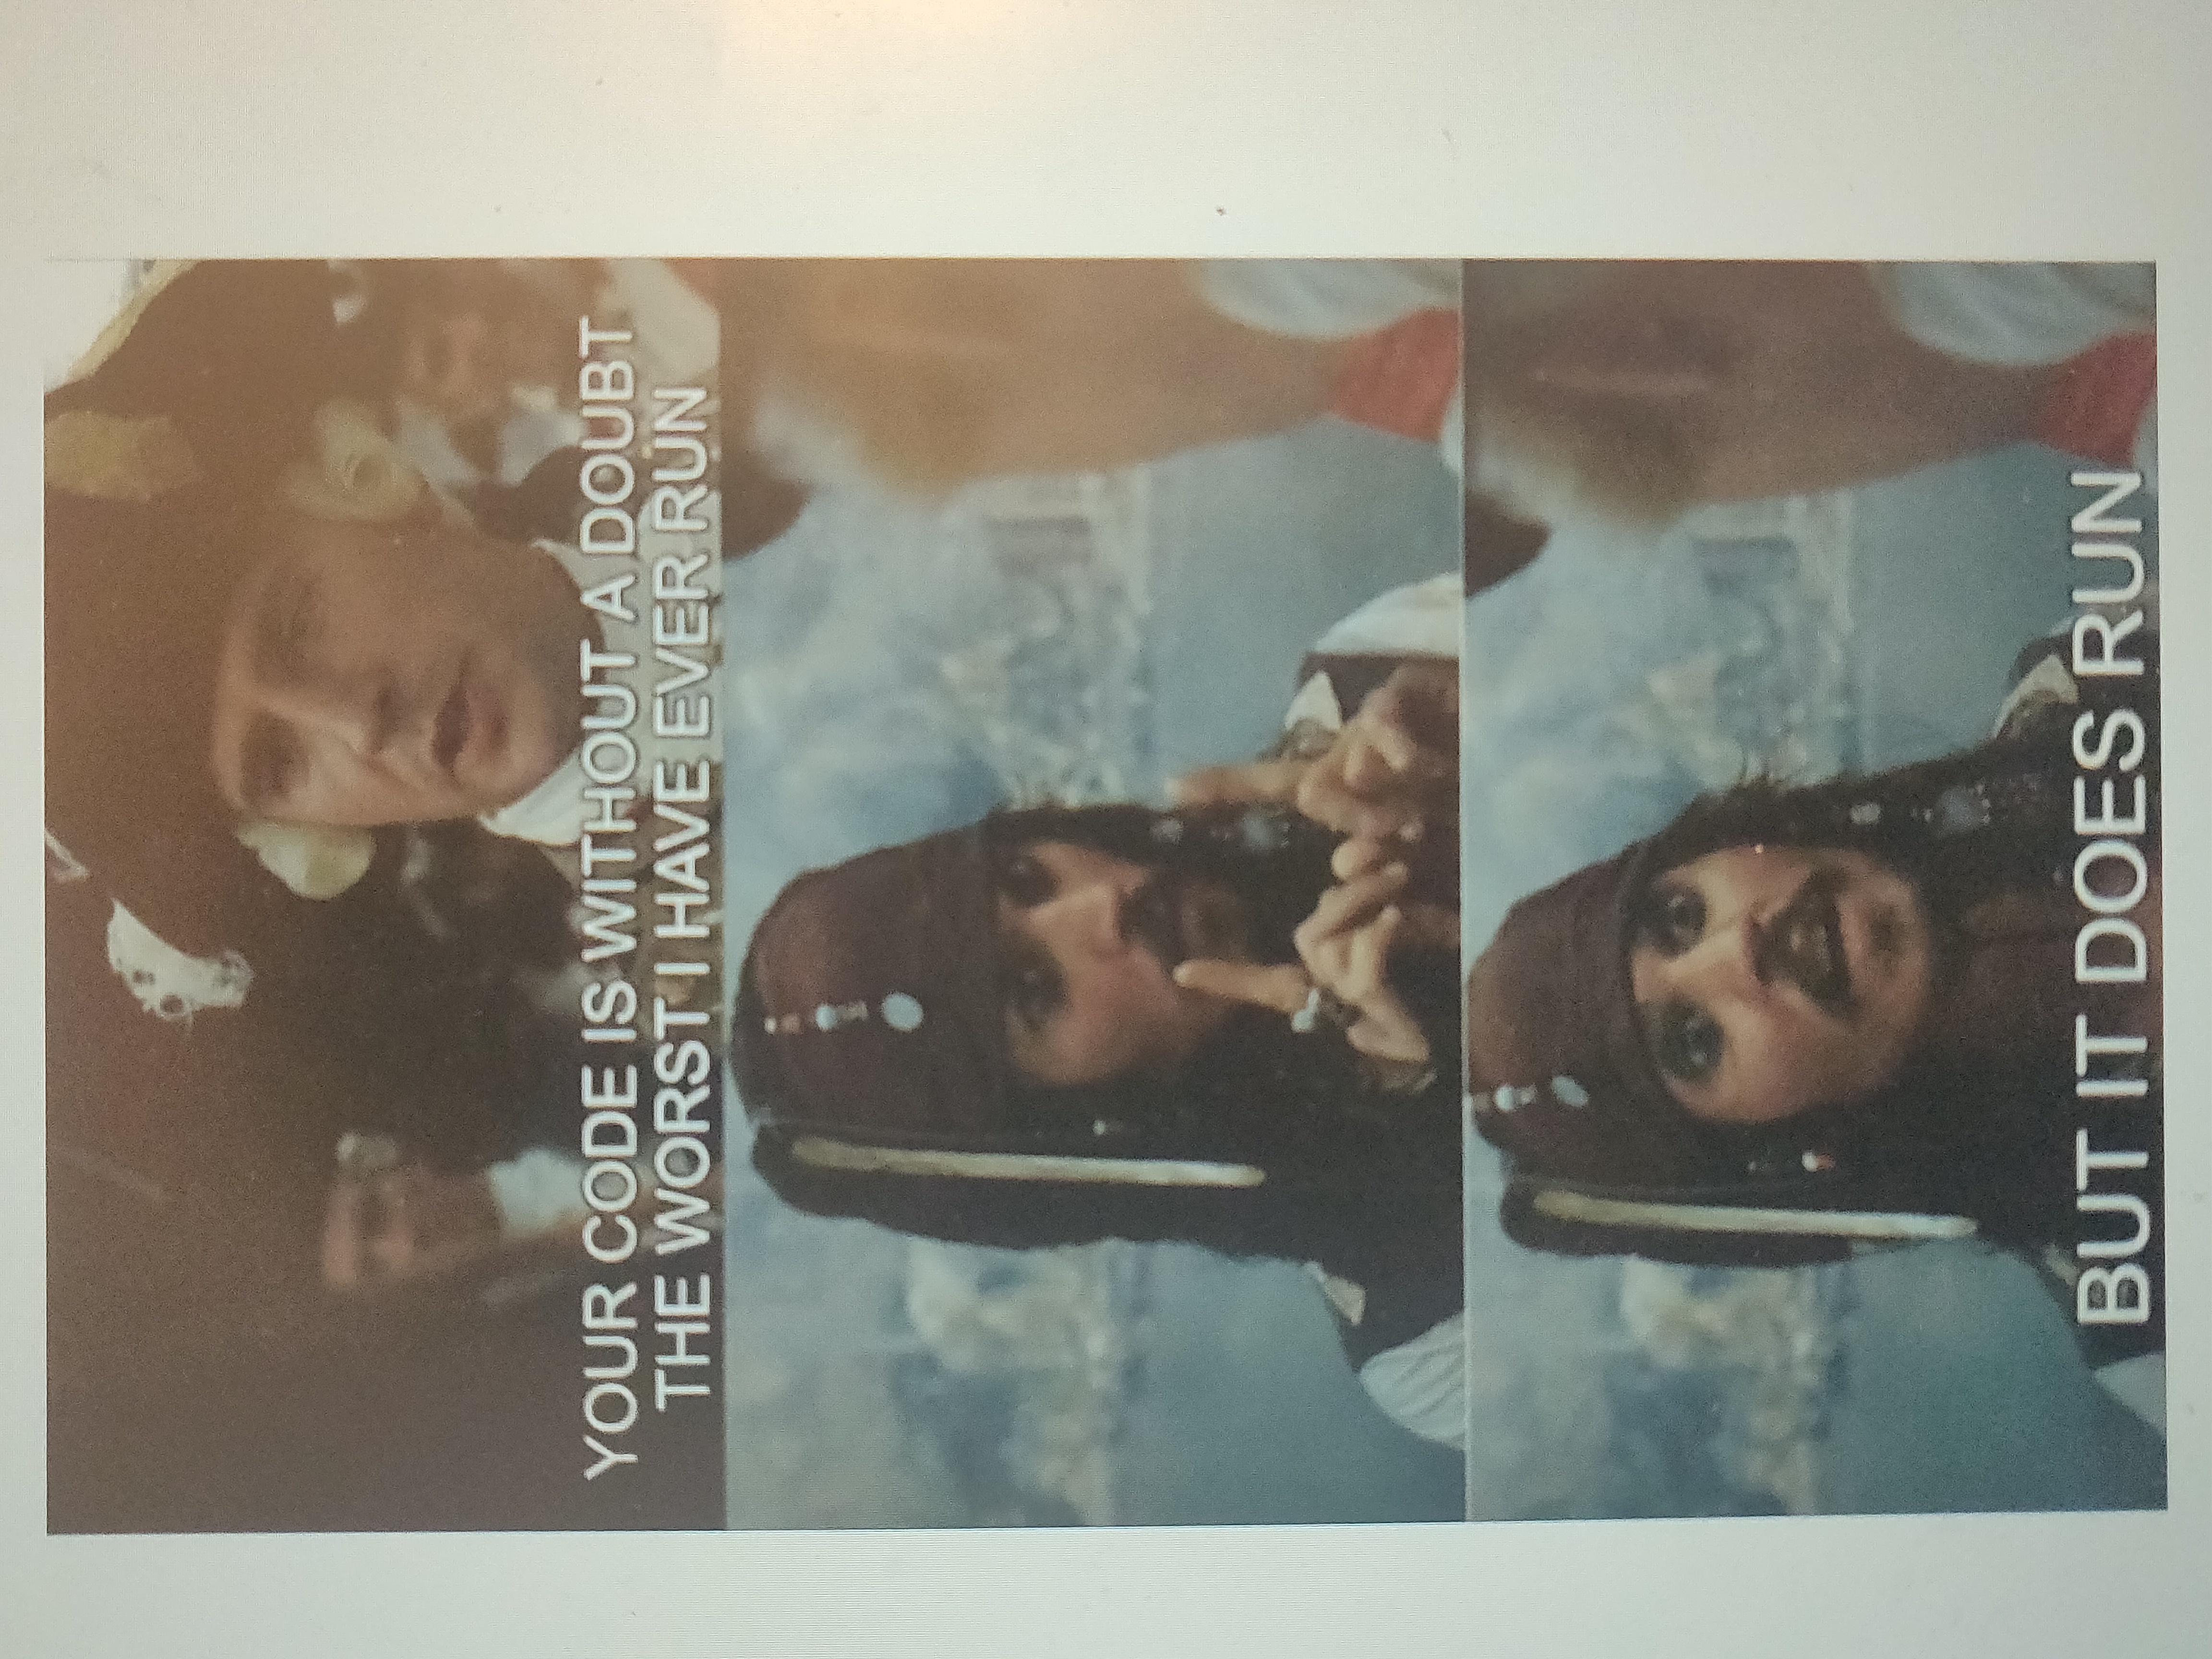 YOUR CODE IS WITHOUT A DOUBT
THE WORST I HAVE EVER RUN
BUT IT DOES RUN